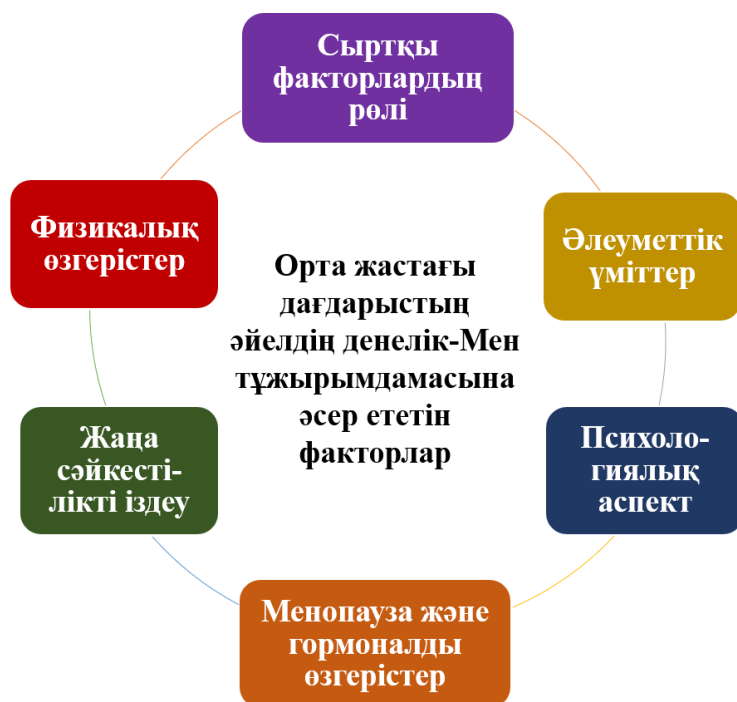 Сыртқы
факторлардың
рөлі
Физикалық
өзгерістер
Әлеуметтік
үміттер
Орта жастағы
дағдарыстың
әйелдің денелік-Мен
тұжырымдамасына
әсер ететін
факторлар
Жаңа
сәйкесті-
лікті іздеу
Психоло-
гиялық
аспект
Менопауза және
гормоналды
өзгерістер